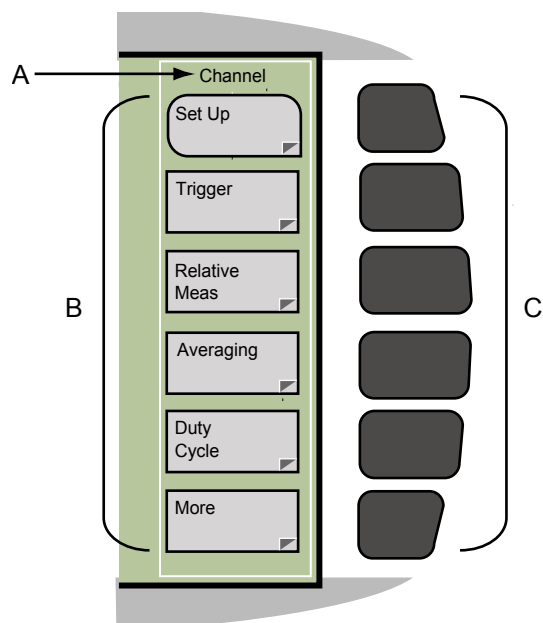 A
Channel
Set Up
Trigger
Relative
Meas
B
C
Averaging
Duty
Cycle
More